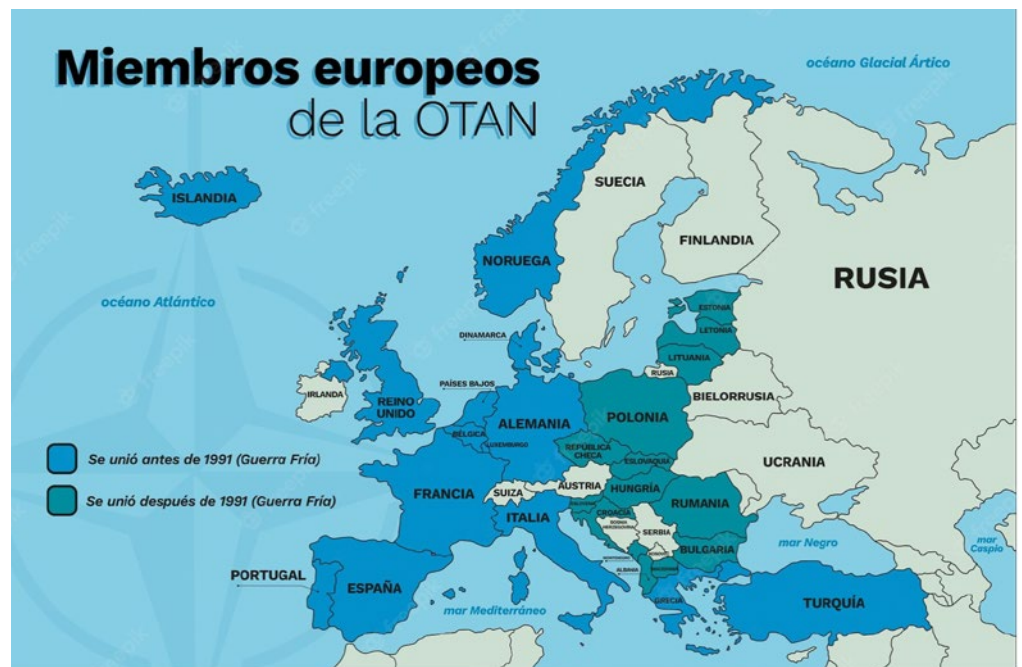 Miembros europeos
de la OTAN
océano Glacial Ártico
ISLANDIA
SUECIA
FINLANDIA
NORUEGA
RUSIA
océano Atlántico
ESTONIA
LETONIA
DINAMARCA
LITUANIA
RUSIA
PAÍSES BAJOS
IRLANDA
REINO
UNIDO
BIELORRUSIA
POLONIA
ALEMANIA
BÉLGICA
LUXEMBURGO
REPÚBLICA
CHECA
ESLOVAQUIA
UCRANIA
Se unió antes de 1991 (Guerra Fría)
Se unió después de 1991 (Guerra Fría)
FRANCIA
SUIZA
AUSTRIA
HUNGRÍA
RUMANIA
CROACIA
ITALIA
BOSNIA
HERZEGOVINA
SERBIA
mar Negro
mar
Caspio
BULGARIA
PORTUGAL
ESPAÑA
ALBANIA
GRECIA
mar Mediterráneo
TURQUÍA
freepik